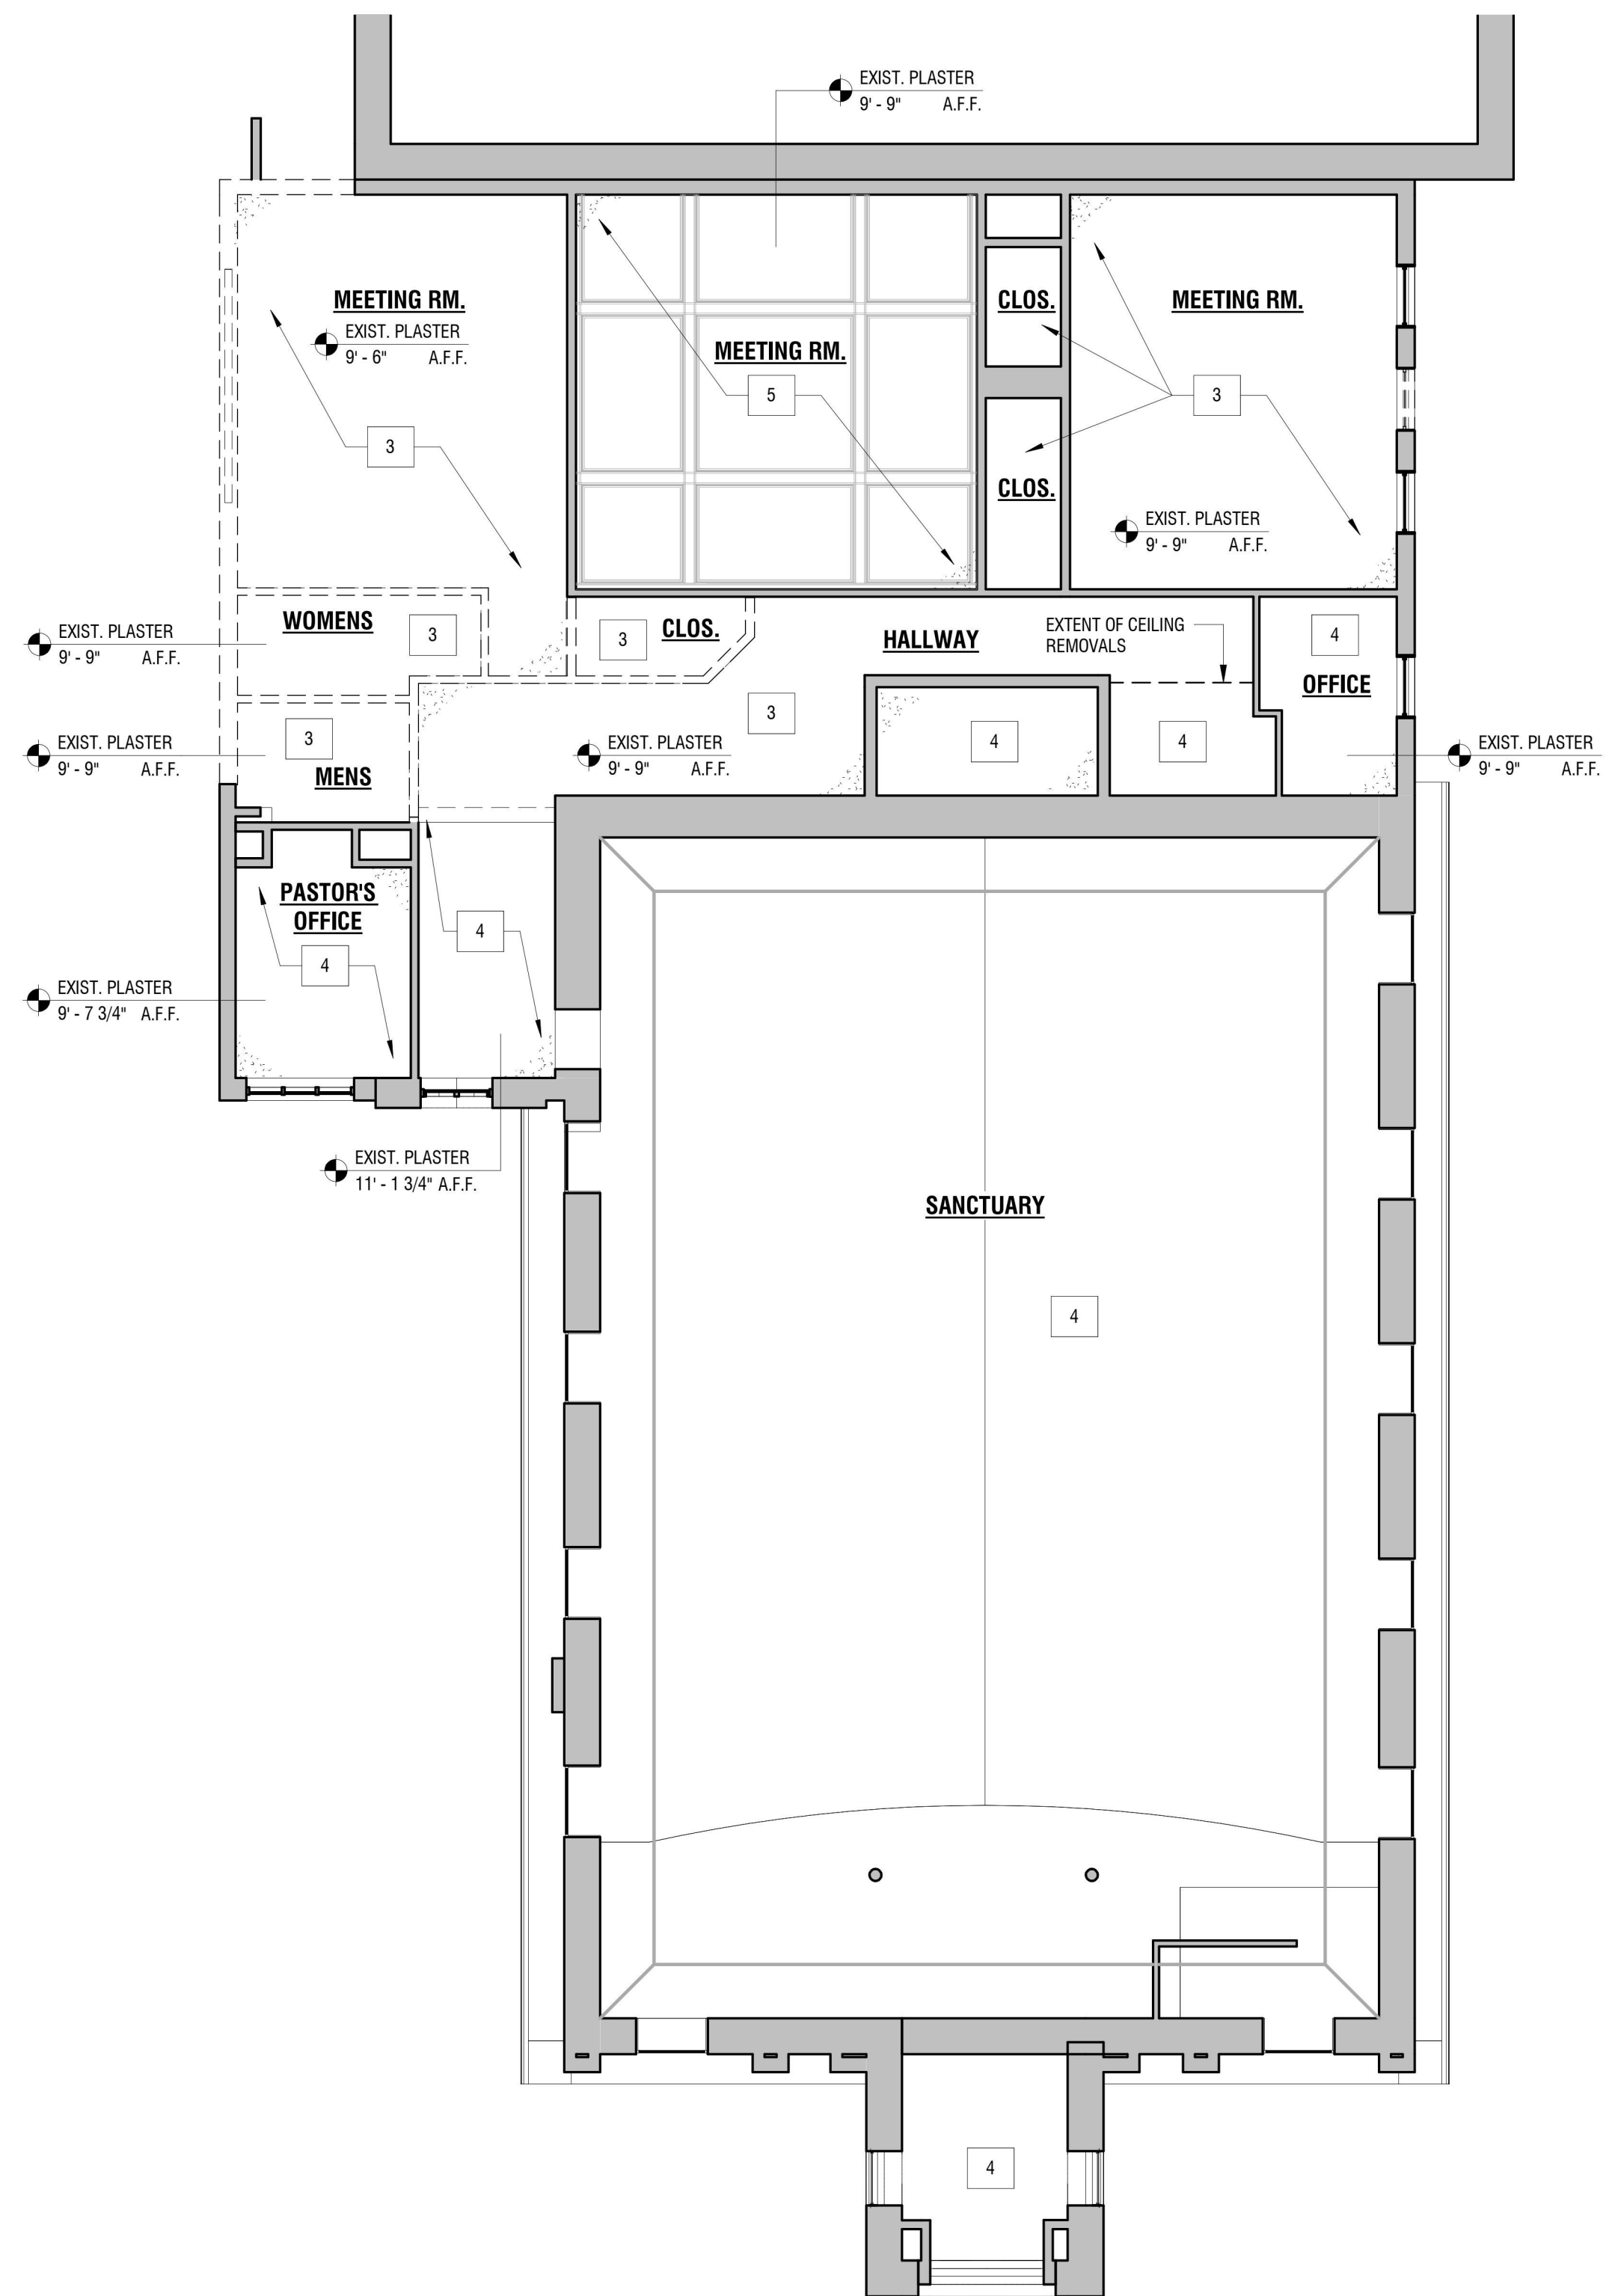 EXIST. PLASTER
9' - 9" A.F.F.
MEETING RM.
EXIST. PLASTER
9' - 6" A.F.F.
3
MEETING RM.
5
CLOS.
CLOS.
MEETING RM.
3
EXIST. PLASTER
9' - 9" A.F.F.
EXIST. PLASTER
9' - 9" A.F.F.
WOMENS
3
3
CLOS.
HALLWAY
EXTENT OF CEILING
REMOVALS
4
OFFICE
EXIST. PLASTER
9' - 9" A.F.F.
3
MENS
3
EXIST. PLASTER
9' - 9" A.F.F.
4
4
EXIST. PLASTER
9' - 9" A.F.F.
PASTOR'S
OFFICE
4
4
EXIST. PLASTER
9' - 7 3/4" A.F.F.
EXIST. PLASTER
11' - 1 3/4" A.F.F.
SANCTUARY
4
4